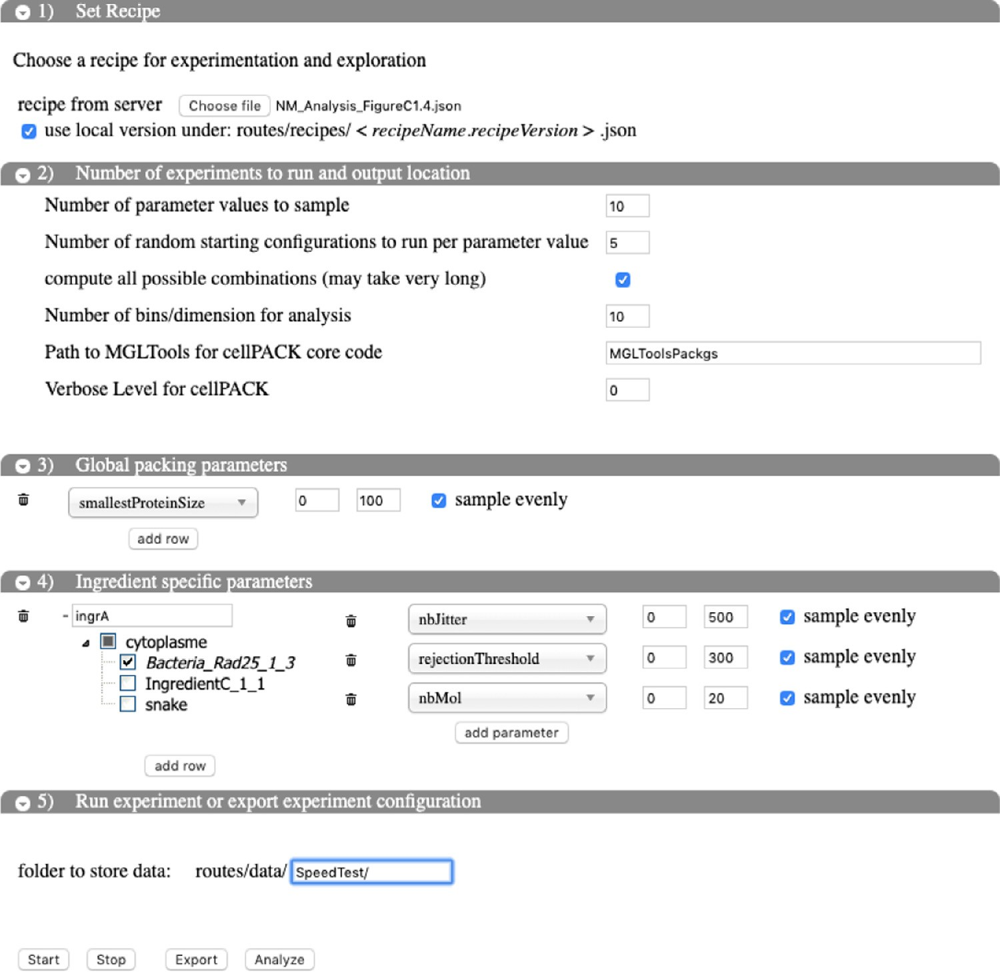 1) Set Recipe
Choose a recipe for experimentation and exploration
recipe from server Choose file NM_Analysis_FigureC1.4.json
use local version under: routes/recipes/ < recipeName.recipeVersion > .json
2) Number of experiments to run and output location
Number of parameter values to sample 10
Number of random starting configurations to run per parameter value 5
compute all possible combinations (may take very long)
Number of bins/dimension for analysis 10
Path to MGLTools for cellPACK core code MGLToolsPackgs
Verbose Level for cellPACK 0
3) Global packing parameters
smallestProteinSize 0 100 sample evenly
add row
4) Ingredient specific parameters
- ingrA nbJitter 0 500 sample evenly
cytoplasme
Bacteria_Rad25_1_3 rejectionThreshold 0 300 sample evenly
IngredientC_1_1
snake nbMol 0 20 sample evenly
add parameter
add row
5) Run experiment or export experiment configuration
folder to store data: routes/data/ SpeedTest/
Start Stop Export Analyze